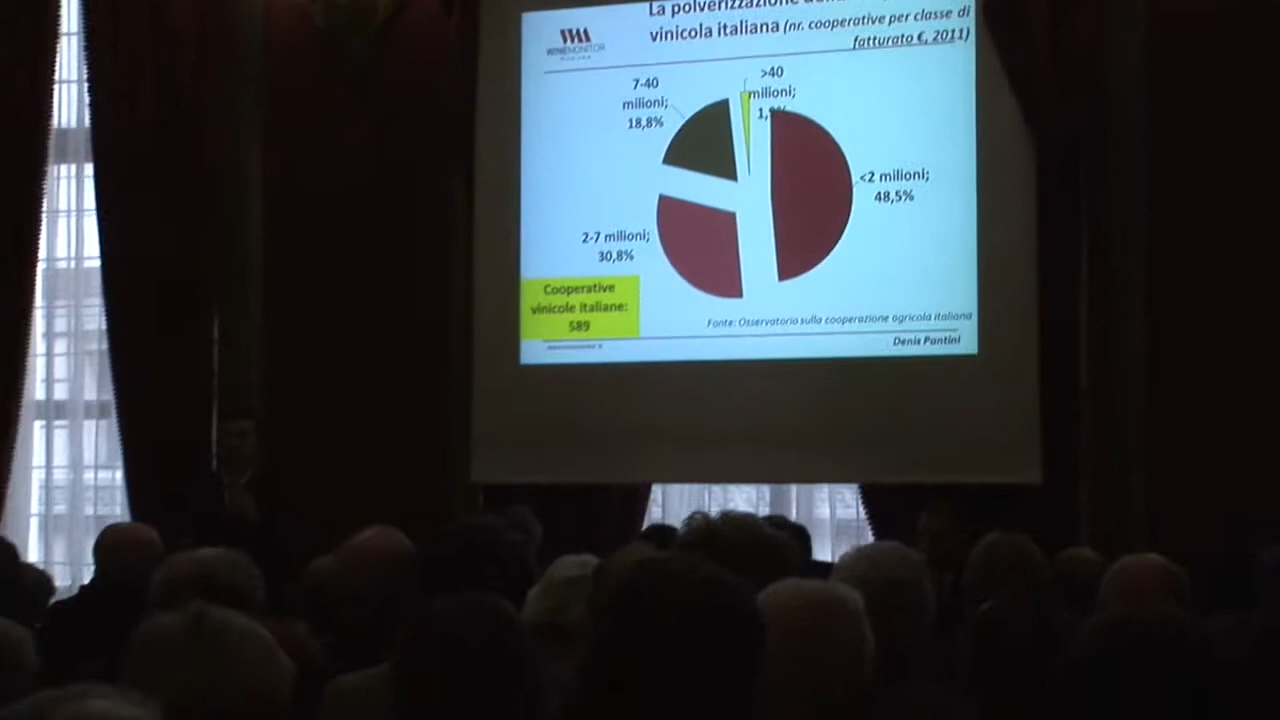 La polverizzazione
vinicola italiana (nr. cooperative per classe di
fatturato €, 2011)
WINEMONITOR
7-40
milioni;
18,8%
>40
milioni;
1,
<2 milioni;
48,5%
2-7 milioni;
30,8%
Cooperative
vinicole italiane:
589
Fonte: Osservatorio sulla cooperazione agricola italiana
Denis Pantini